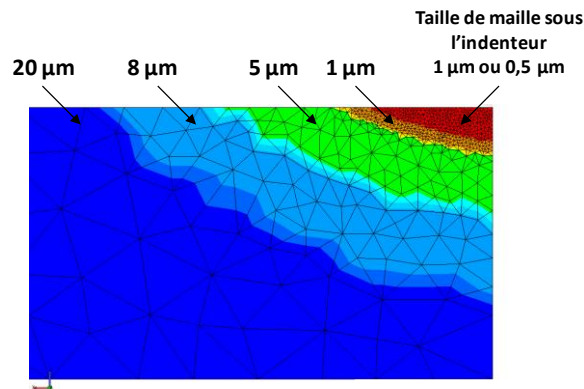 Taille de maille sous
l'indenteur
1 µm ou 0,5 µm
20 µm
8 µm
5 µm
1 µm